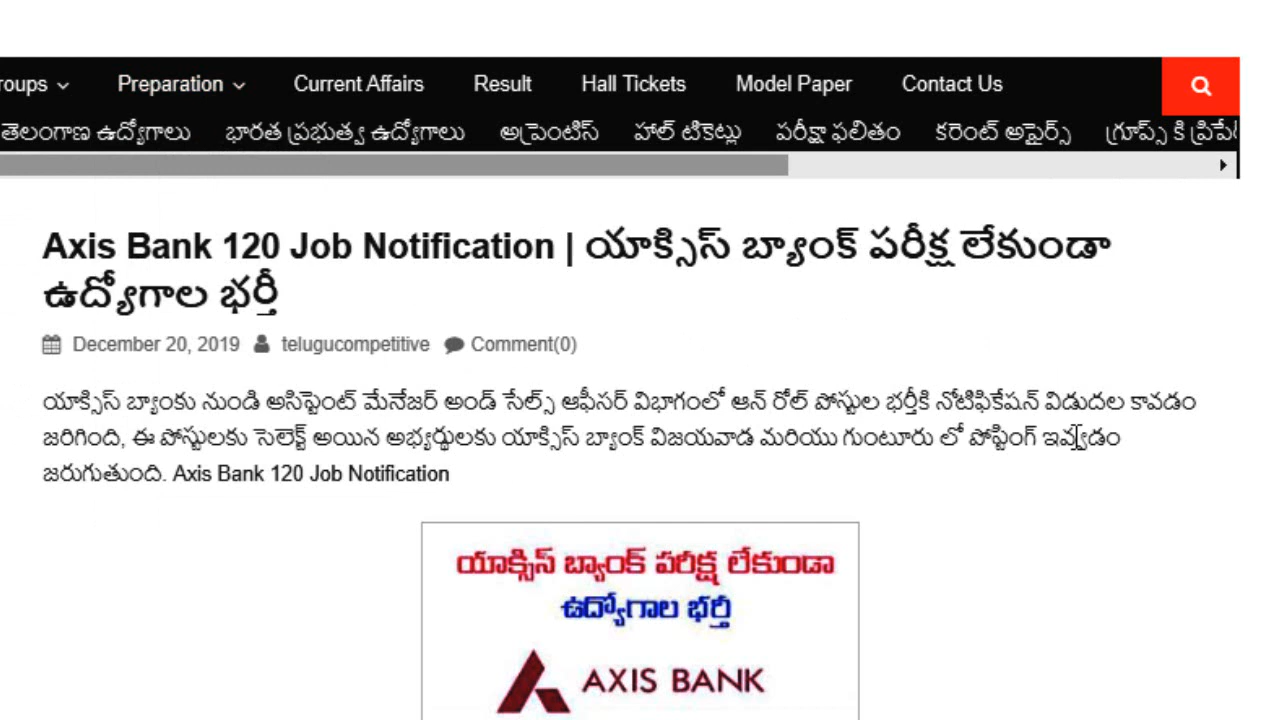 Preparation Current Affairs Result Hall Tickets Model Paper Contact Us
తెలంగాణ ఉద్యోగాలు భారత ప్రభుత్వ ఉద్యోగాలు అప్రెంటిస్ హాల్ టికెట్లు పరీక్షా ఫలితం కరెంట్ అఫైర్స్ గ్రూప్స్ కి
Axis Bank 120 Job Notification | యాక్సిస్ బ్యాంక్ పరీక్ష లేకుండా
ఉద్యోగాల భర్తీ
December 20, 2019 telugucompetitive Comment(0)
యాక్సిస్ బ్యాంకు నుండి అసిస్టెంట్ మేనేజర్ అండ్ సేల్స్ ఆఫీసర్ విభాగంలో ఆన్ రోల్ పోస్టుల భర్తీకి నోటిఫికేషన్ విడుదల కావడం
జరిగింది, ఈ పోస్టులకు సెలెక్ట్ అయిన అభ్యర్థులకు యాక్సిస్ బ్యాంక్ విజయవాడ మరియు గుంటూరు లో పోస్టింగ్ ఇవ్వడం
జరుగుతుంది. Axis Bank 120 Job Notification
యాక్సిస్ బ్యాంక్ పరీక్ష లేకుండా
ఉద్యోగాల భర్తీ
AXIS BANK